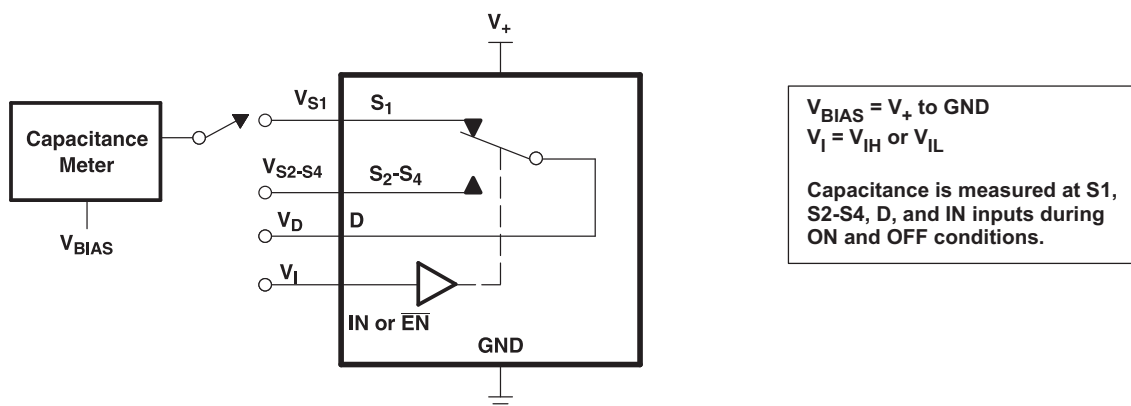 V+
VS1
S1
Capacitance
Meter
VS2-S4
S2-S4
VD
D
VBIAS
VI
IN or E̅N̅
GND
VBIAS = V+ to GND
VI = VIH or VIL
Capacitance is measured at S1,
S2-S4, D, and IN inputs during
ON and OFF conditions.